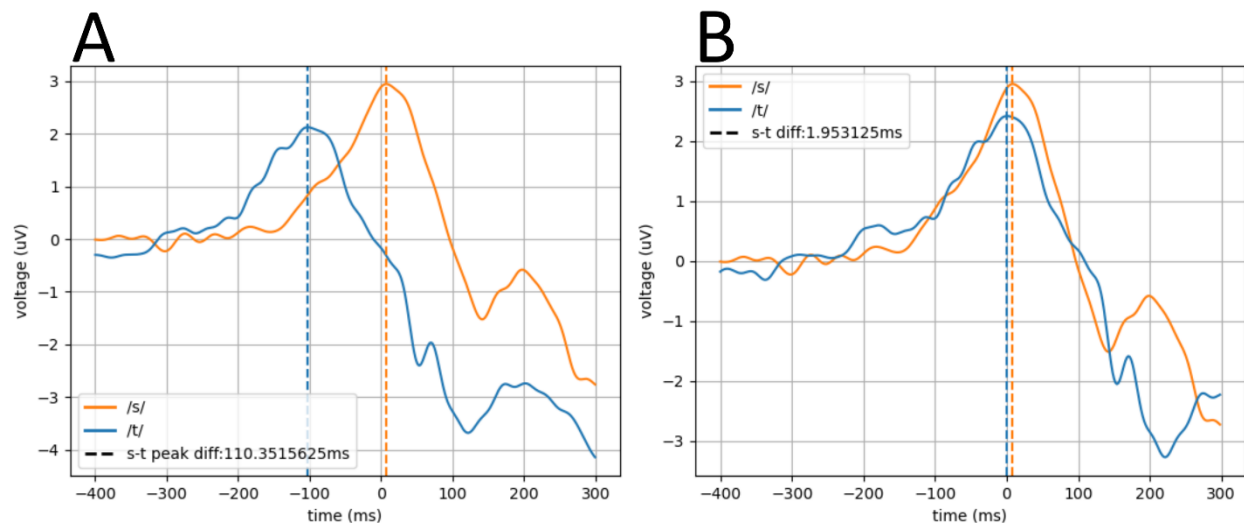 A
3
2
1
0
−1
−2
−3
−4
voltage (uV)
/s/
/t/
s-t peak diff:110.3515625ms
−400 −300 −200 −100 0 100 200 300
time (ms)
B
3
2
1
0
−1
−2
−3
voltage (uV)
/s/
/t/
s-t diff:1.953125ms
−400 −300 −200 −100 0 100 200 300
time (ms)